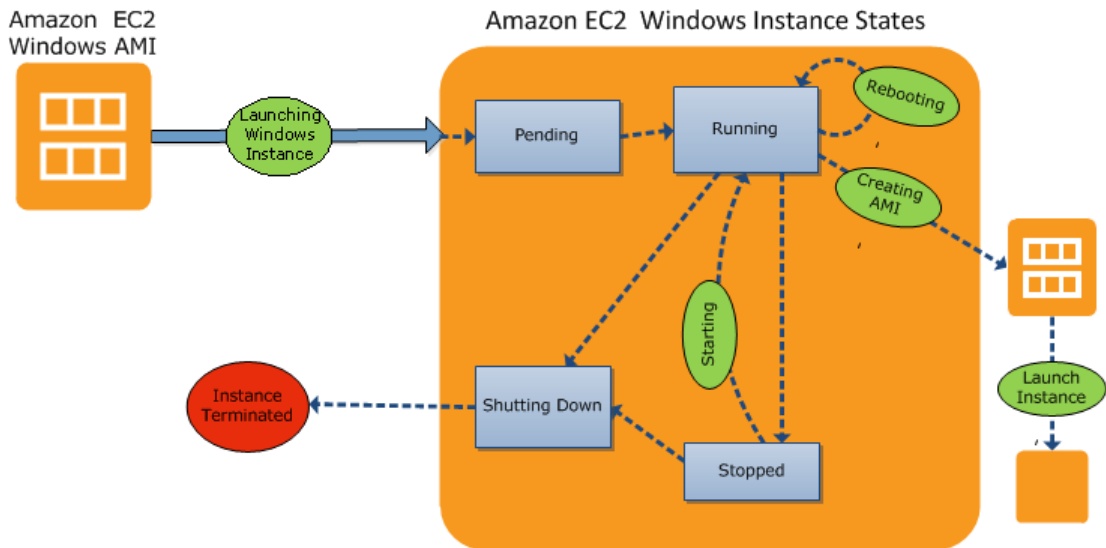 Amazon EC2
Windows AMI
Amazon EC2 Windows Instance States
Launching
Windows
Instance
Pending
Running
Rebooting
Creating
AMI
Starting
Instance
Terminated
Shutting Down
Stopped
Launch
Instance